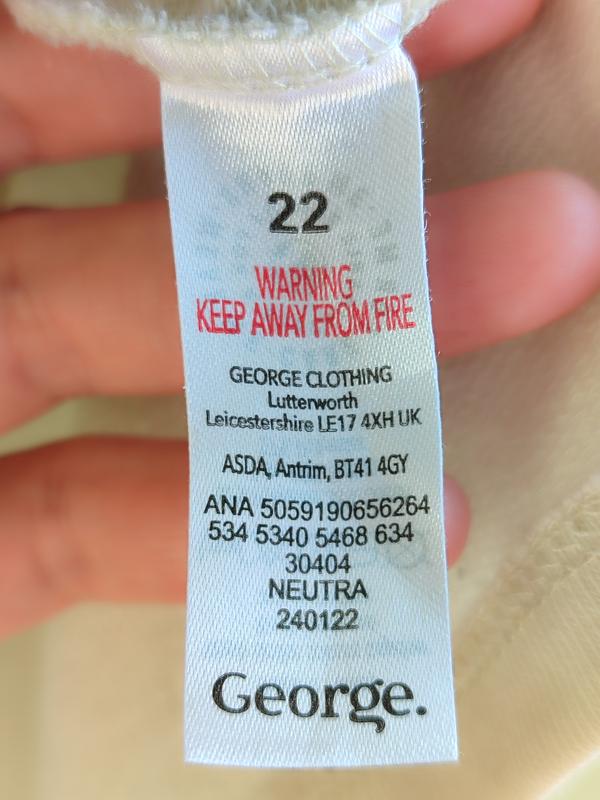 22
WARNING
KEEP AWAY FROM FIRE
GEORGE CLOTHING
Lutterworth
Leicestershire LE17 4XH UK
ASDA, Antrim, BT41 4GY
ANA 5059190656264
534 5340 5468 634
30404
NEUTRA
240122
George.